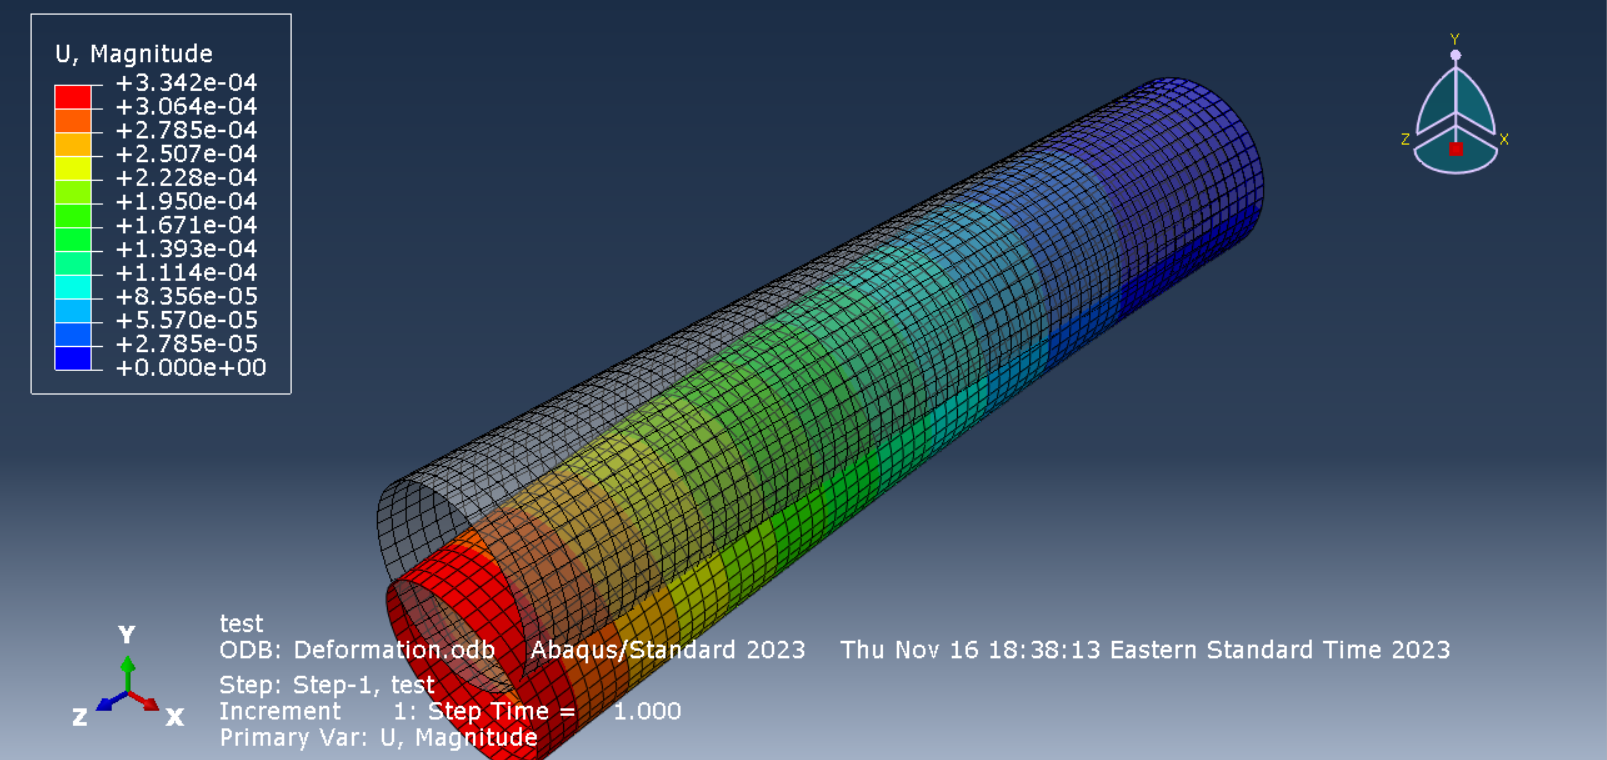 U, Magnitude
+3.342e-04
+3.064e-04
+2.785e-04
+2.507e-04
+2.228e-04
+1.950e-04
+1.671e-04
+1.393e-04
+1.114e-04
+8.356e-05
+5.570e-05
+2.785e-05
+0.000e+00
Y
Z
X
test
ODB: Deformation.odb Abaqus/Standard 2023 Thu Nov 16 18:38:13 Eastern Standard Time 2023
Step: Step-1, test
Increment 1: Step Time = 1.000
Primary Var: U, Magnitude
Y
Z
X